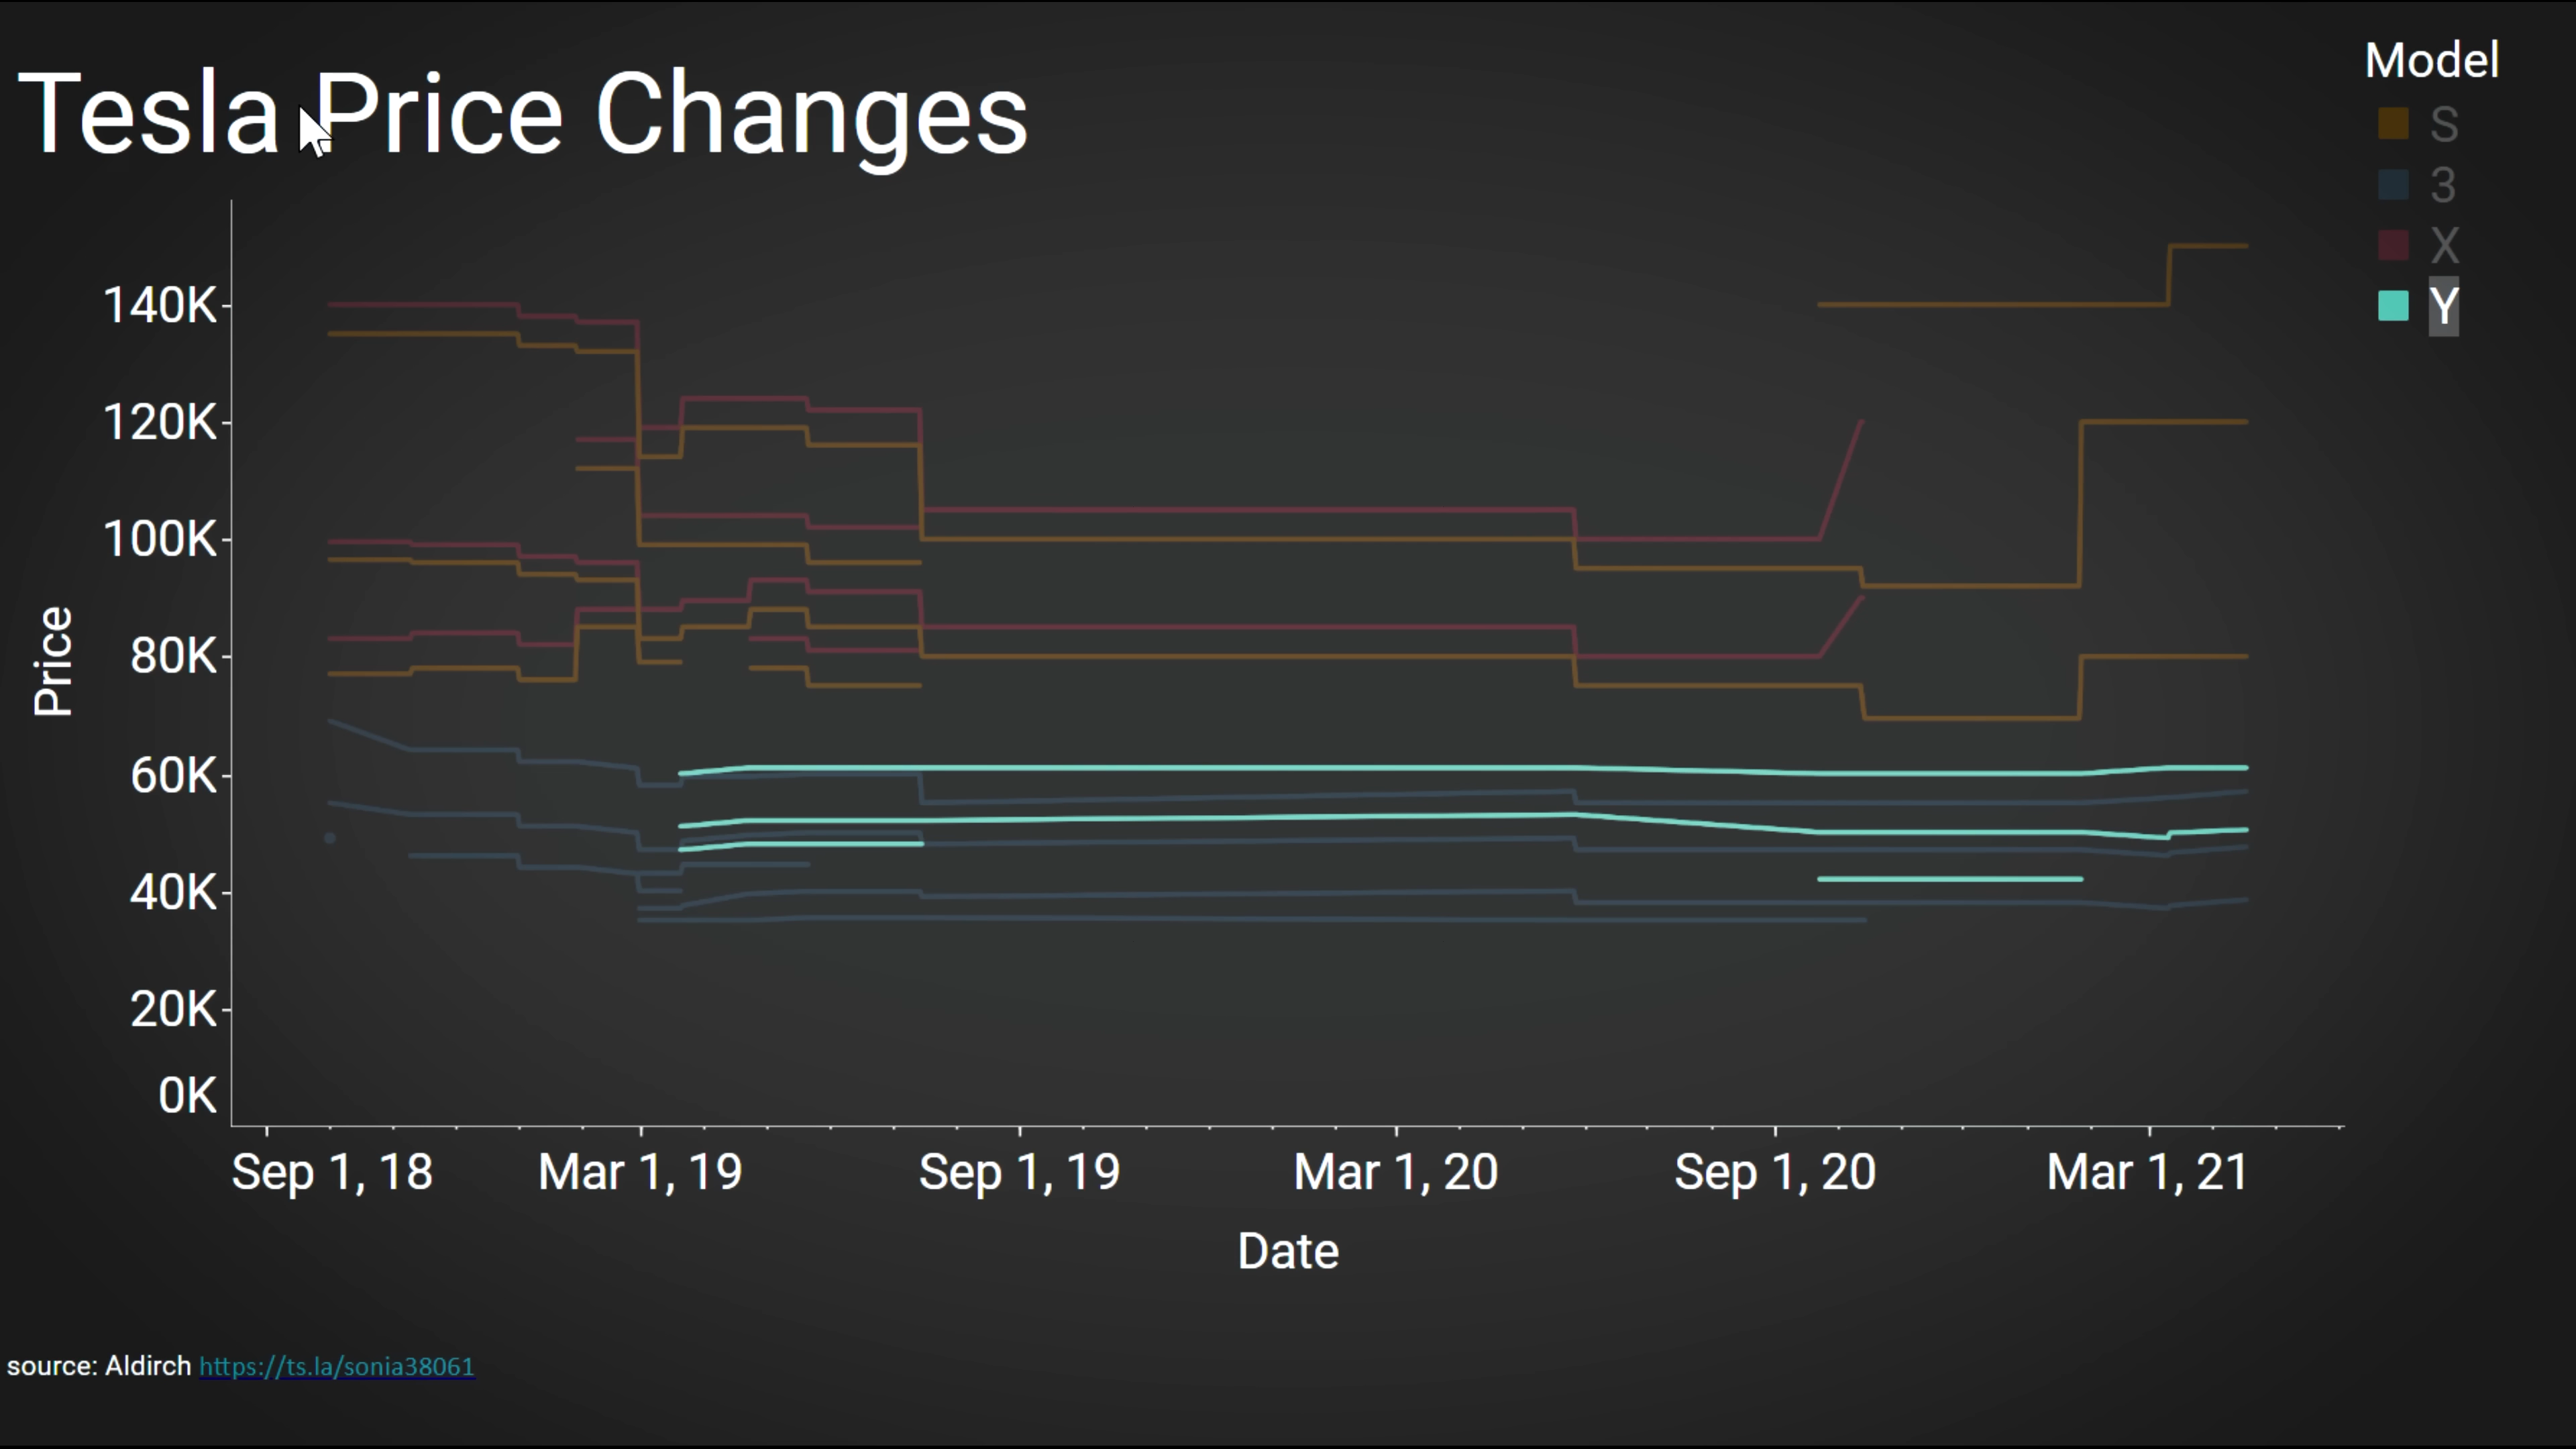 Tesla Price Changes
Model
S
3
X
Y
140K
120K
100K
80K
60K
40K
20K
0K
Price
Sep 1, 18
Mar 1, 19
Sep 1, 19
Mar 1, 20
Sep 1, 20
Mar 1, 21
Date
source: Aldirch https://ts.la/sonia38061